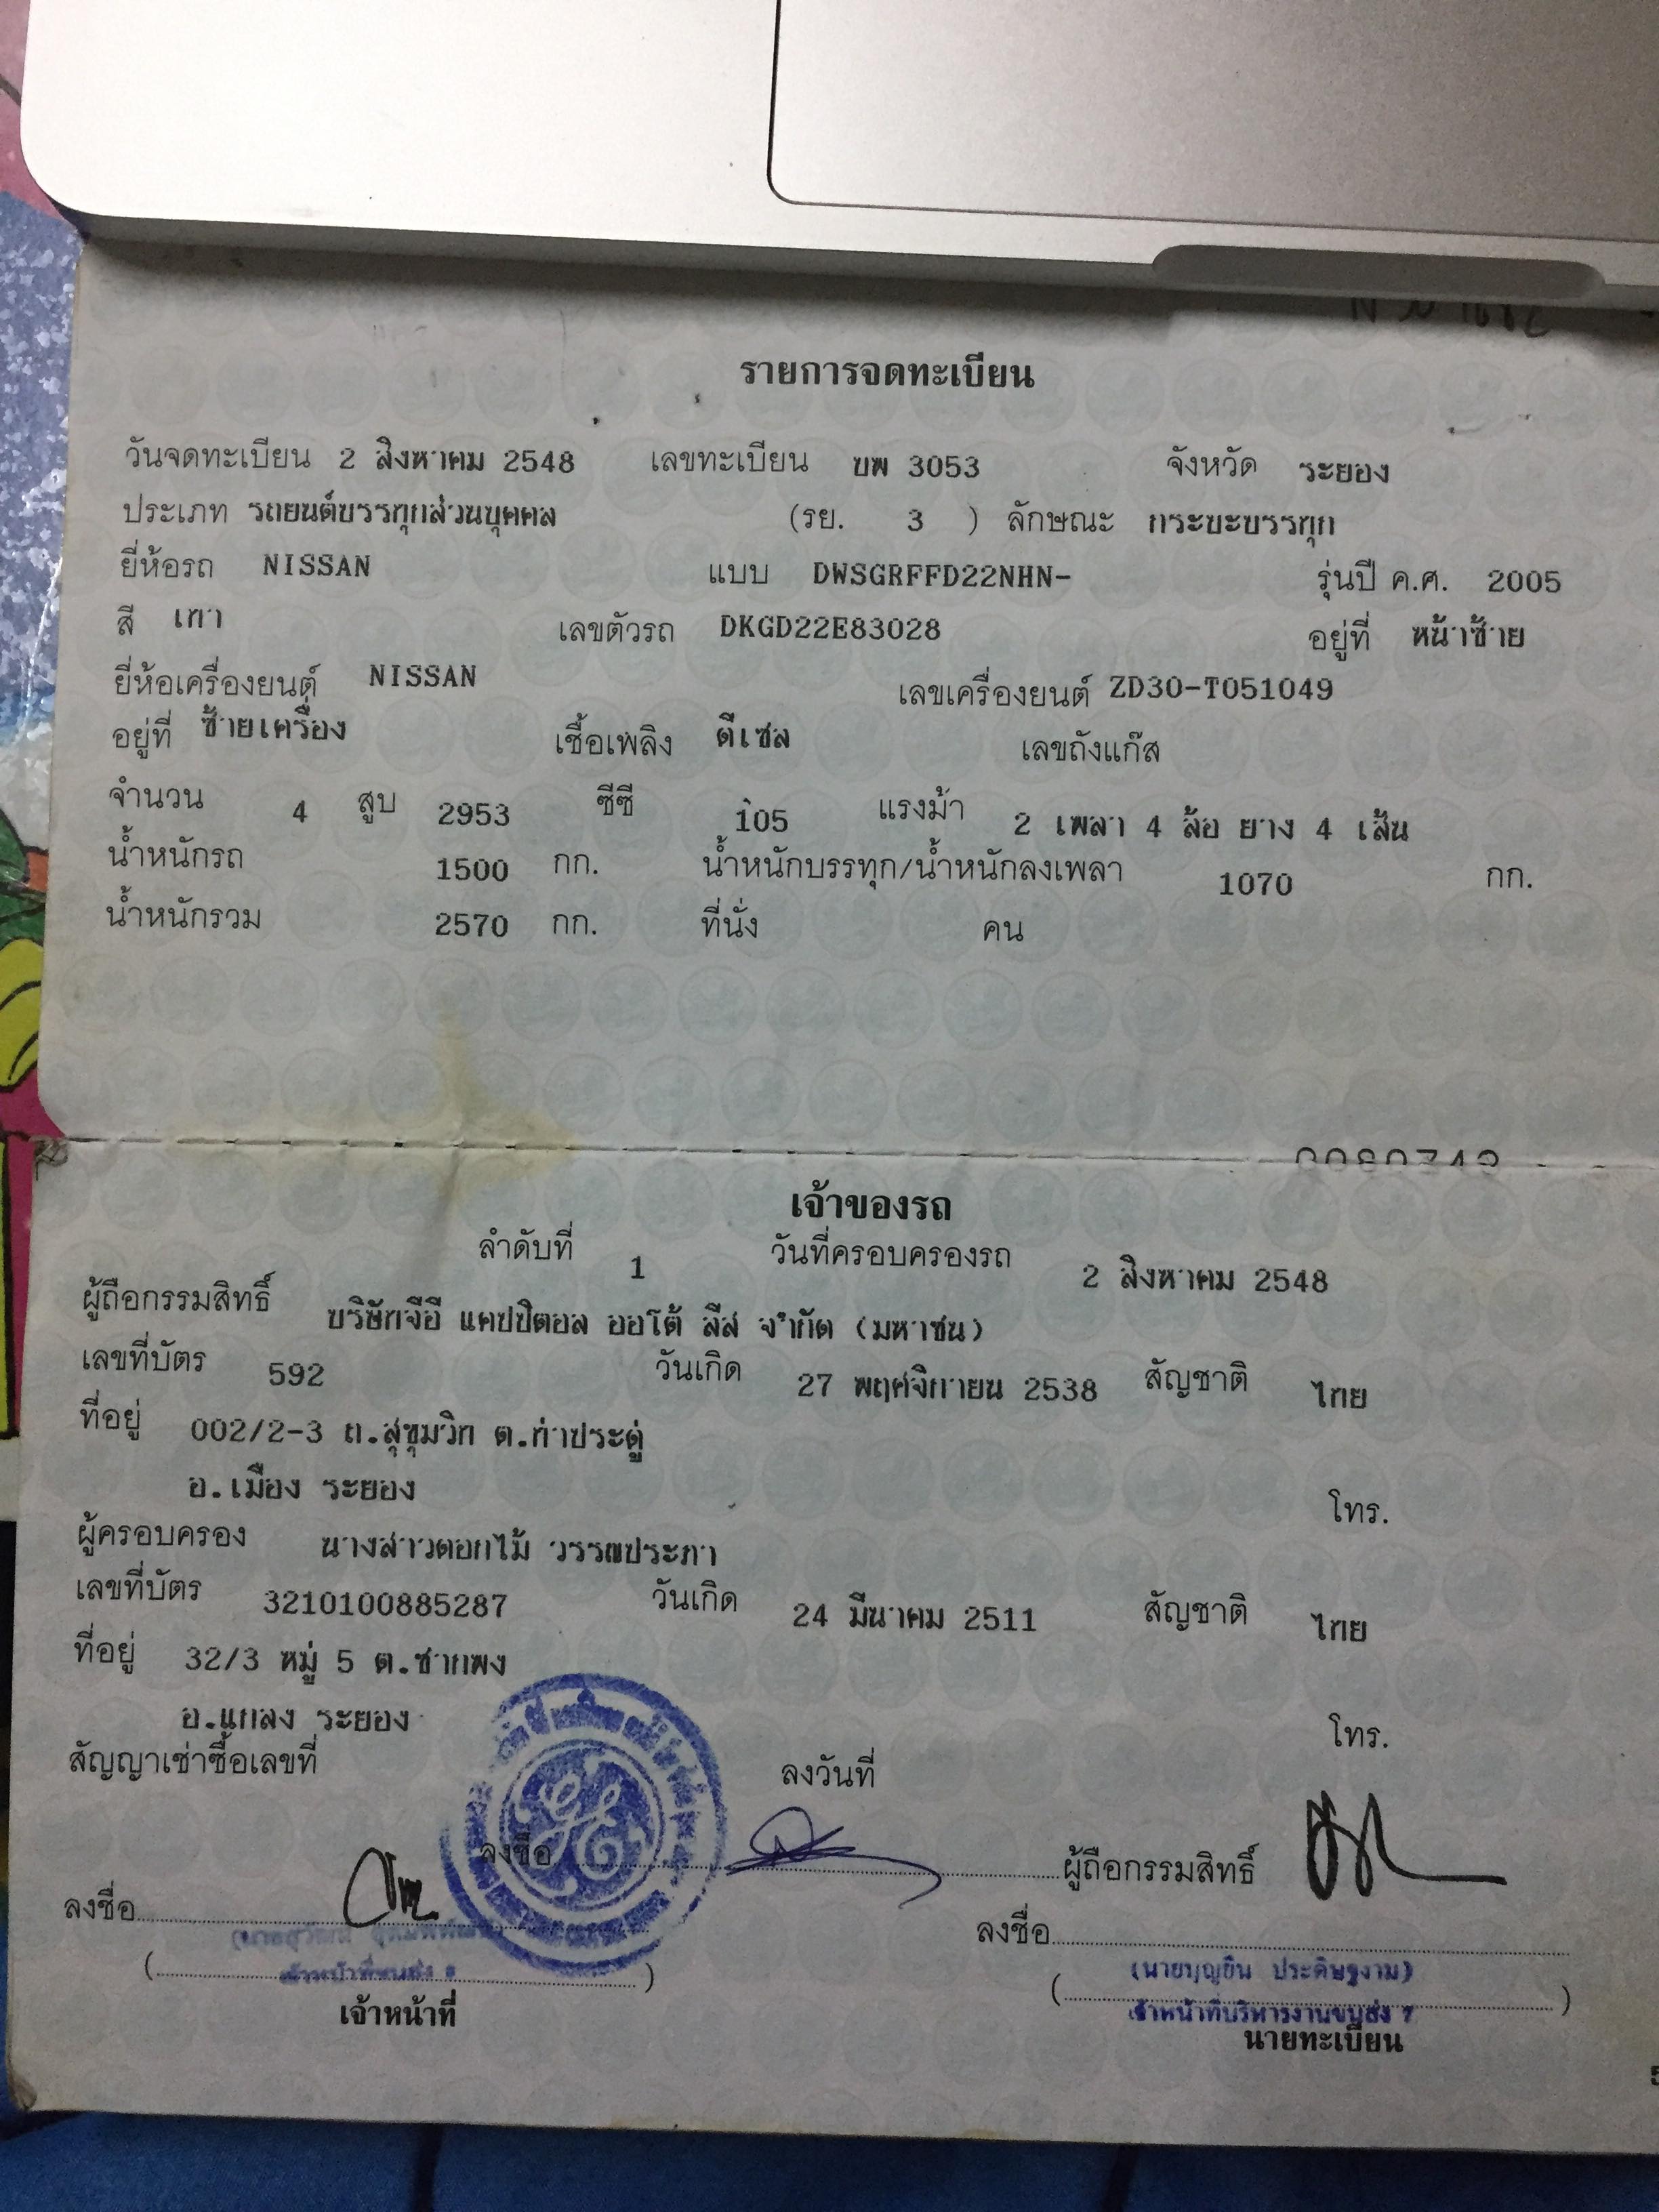 รายการจดทะเบียน
วันจดทะเบียน 2 สิงหาคม 2548 เลขทะเบียน บพ 3053 จังหวัด ระยอง
ประเภท รถยนต์บรรทุกส่วนบุคคล (รย. 3 ) ลักษณะ กระบะบรรทุก
ยี่ห้อรถ NISSAN แบบ DWSGRFFD22NHN- รุ่นปี ค.ศ. 2005
สี เทา เลขตัวรถ DKGD22E83028 อยู่ที่ หน้าซ้าย
ยี่ห้อเครื่องยนต์ NISSAN เลขเครื่องยนต์ ZD30-T051049
อยู่ที่ ซ้ายเครื่อง เชื้อเพลิง ดีเซล เลขถังแก๊ส
จำนวน 4 สูบ 2953 ซีซี 105 แรงม้า 2 เพลา 4 ล้อ ยาง 4 เส้น
น้ำหนักรถ 1500 กก. น้ำหนักบรรทุก/น้ำหนักลงเพลา 1070 กก.
น้ำหนักรวม 2570 กก. ที่นั่ง คน
เจ้าของรถ
ลำดับที่ 1 วันที่ครอบครองรถ 2 สิงหาคม 2548
ผู้ถือกรรมสิทธิ์ บริษัทจีอี แคปปิตอล ออโต้ ลีส จำกัด (มหาชน)
เลขที่บัตร 592 วันเกิด 27 พฤศจิกายน 2538 สัญชาติ ไทย
ที่อยู่ 002/2-3 ถ.สุขุมวิท ต.ท่าประดู่
อ.เมือง ระยอง โทร.
ผู้ครอบครอง นางสาวดอกไม้ วรรณประภา
เลขที่บัตร 3210100885287 วันเกิด 24 มีนาคม 2511 สัญชาติ ไทย
ที่อยู่ 32/3 หมู่ 5 ต.ชากพง
อ.แกลง ระยอง โทร.
สัญญาเช่าซื้อเลขที่ ลงวันที่
ลงชื่อ ผู้ถือกรรมสิทธิ์
ลงชื่อ ลงชื่อ
(นายบุญยืน ประดิษฐงาม)
( ) ( )
เจ้าหน้าที่ขนส่ง เจ้าหน้าที่บริหารงานขนส่ง 7
เจ้าหน้าที่ นายทะเบียน